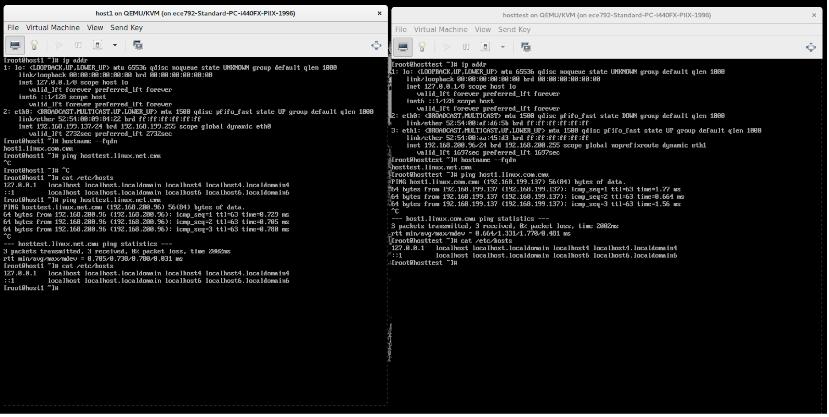 host1 on QEMU/KVM (on ece792-Standard-PC-i440FX-PIIX-1996)
File Virtual Machine View Send Key
[root@host1 ~]# ip addr
1: lo: <LOOPBACK,UP,LOWER_UP> mtu 65536 qdisc noqueue state UNKNOWN group default qlen 1000
link/loopback 00:00:00:00:00:00 brd 00:00:00:00:00:00
inet 127.0.0.1/8 scope host lo
valid_lft forever preferred_lft forever
inet6 ::1/128 scope host
valid_lft forever preferred_lft forever
2: eth0: <BROADCAST,MULTICAST,UP,LOWER_UP> mtu 1500 qdisc pfifo_fast state UP group default qlen 1000
link/ether 52:54:00:09:84:22 brd ff:ff:ff:ff:ff:ff
inet 192.168.199.137/24 brd 192.168.199.255 scope global dynamic eth0
valid_lft 2732sec preferred_lft 2732sec
[root@host1 ~]# hostname --fqdn
host1.linux.com.cmx
[root@host1 ~]# ping hosttest.linux.net.cmx
^C
[root@host1 ~]# ^C
[root@host1 ~]# cat /etc/hosts
127.0.0.1 localhost localhost.localdomain localhost4 localhost4.localdomain4
::1 localhost localhost.localdomain localhost6 localhost6.localdomain6
[root@host1 ~]# ping hosttest.linux.net.cmx
PING hosttest.linux.net.cmx (192.168.200.96) 56(84) bytes of data.
64 bytes from 192.168.200.96 (192.168.200.96): icmp_seq=1 ttl=63 time=0.729 ms
64 bytes from 192.168.200.96 (192.168.200.96): icmp_seq=2 ttl=63 time=0.705 ms
64 bytes from 192.168.200.96 (192.168.200.96): icmp_seq=3 ttl=63 time=0.780 ms
^C
--- hosttest.linux.net.cmx ping statistics ---
3 packets transmitted, 3 received, 0% packet loss, time 2002ms
rtt min/avg/max/mdev = 0.705/0.738/0.780/0.031 ms
[root@host1 ~]# cat /etc/hosts
127.0.0.1 localhost localhost.localdomain localhost4 localhost4.localdomain4
::1 localhost localhost.localdomain localhost6 localhost6.localdomain6
[root@host1 ~]#
hosttest on QEMU/KVM (on ece792-Standard-PC-i440FX-PIIX-1996)
File Virtual Machine View Send Key
[root@hosttest ~]# ip addr
1: lo: <LOOPBACK,UP,LOWER_UP> mtu 65536 qdisc noqueue state UNKNOWN group default qlen 1000
link/loopback 00:00:00:00:00:00 brd 00:00:00:00:00:00
inet 127.0.0.1/8 scope host lo
valid_lft forever preferred_lft forever
inet6 ::1/128 scope host
valid_lft forever preferred_lft forever
2: eth0: <BROADCAST,MULTICAST> mtu 1500 qdisc pfifo_fast state DOWN group default qlen 1000
link/ether 52:54:00:af:d6:5b brd ff:ff:ff:ff:ff:ff
3: eth1: <BROADCAST,MULTICAST,UP,LOWER_UP> mtu 1500 qdisc pfifo_fast state UP group default qlen 1000
link/ether 52:54:00:aa:45:d3 brd ff:ff:ff:ff:ff:ff
inet 192.168.200.96/24 brd 192.168.200.255 scope global noprefixroute dynamic eth1
valid_lft 1697sec preferred_lft 1697sec
[root@hosttest ~]# hostname --fqdn
hosttest.linux.net.cmx
[root@hosttest ~]# ping host1.linux.com.cmx
PING host1.linux.com.cmx (192.168.199.137) 56(84) bytes of data.
64 bytes from 192.168.199.137 (192.168.199.137): icmp_seq=1 ttl=63 time=1.77 ms
64 bytes from 192.168.199.137 (192.168.199.137): icmp_seq=2 ttl=63 time=0.664 ms
64 bytes from 192.168.199.137 (192.168.199.137): icmp_seq=3 ttl=63 time=1.56 ms
^C
--- host1.linux.com.cmx ping statistics ---
3 packets transmitted, 3 received, 0% packet loss, time 2002ms
rtt min/avg/max/mdev = 0.664/1.331/1.770/0.481 ms
[root@hosttest ~]# cat /etc/hosts
127.0.0.1 localhost localhost.localdomain localhost4 localhost4.localdomain4
::1 localhost localhost.localdomain localhost6 localhost6.localdomain6
[root@hosttest ~]#